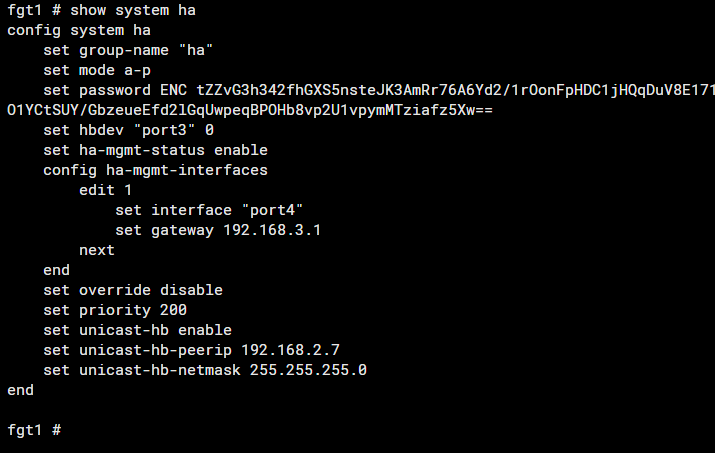 fgt1 # show system ha
config system ha
    set group-name "ha"
    set mode a-p
    set password ENC tZZvG3h342fhGXS5nsteJK3AmRr76A6Yd2/1rOonFpHDC1jHQqDuV8E171
O1YCtSUY/GbzeueEfd2lGqUwpeqBPOHb8vp2U1vpymMTziafz5Xw==
    set hbdev "port3" 0
    set ha-mgmt-status enable
    config ha-mgmt-interfaces
        edit 1
            set interface "port4"
            set gateway 192.168.3.1
        next
    end
    set override disable
    set priority 200
    set unicast-hb enable
    set unicast-hb-peerip 192.168.2.7
    set unicast-hb-netmask 255.255.255.0
end
fgt1 #